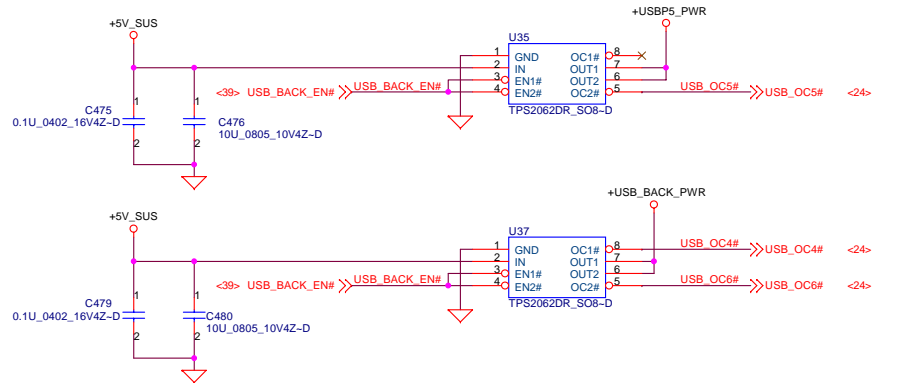 +USBP5_PWR
+5V_SUS
U35
1 GND OC1# 8
2 IN OUT1 7
3 EN1# OUT2 6
4 EN2# OC2# 5
TPS2062DR_SO8~D
<39> USB_BACK_EN# USB_BACK_EN#
USB_OC5# USB_OC5# <24>
1 1
C475
0.1U_0402_16V4Z~D
C476
10U_0805_10V4Z~D
2 2
+USB_BACK_PWR
+5V_SUS
U37
1 GND OC1# 8
2 IN OUT1 7
3 EN1# OUT2 6
4 EN2# OC2# 5
TPS2062DR_SO8~D
USB_OC4# USB_OC4# <24>
<39> USB_BACK_EN# USB_BACK_EN#
USB_OC6# USB_OC6# <24>
1 1
C479
0.1U_0402_16V4Z~D
C480
10U_0805_10V4Z~D
2 2